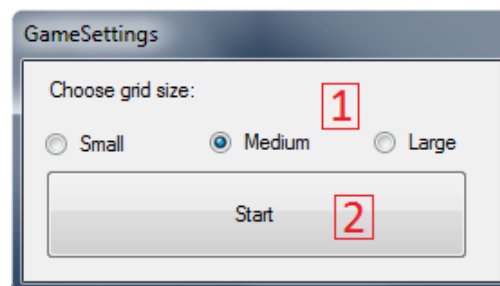 GameSettings
Choose grid size:
1
Small Medium Large
Start 2